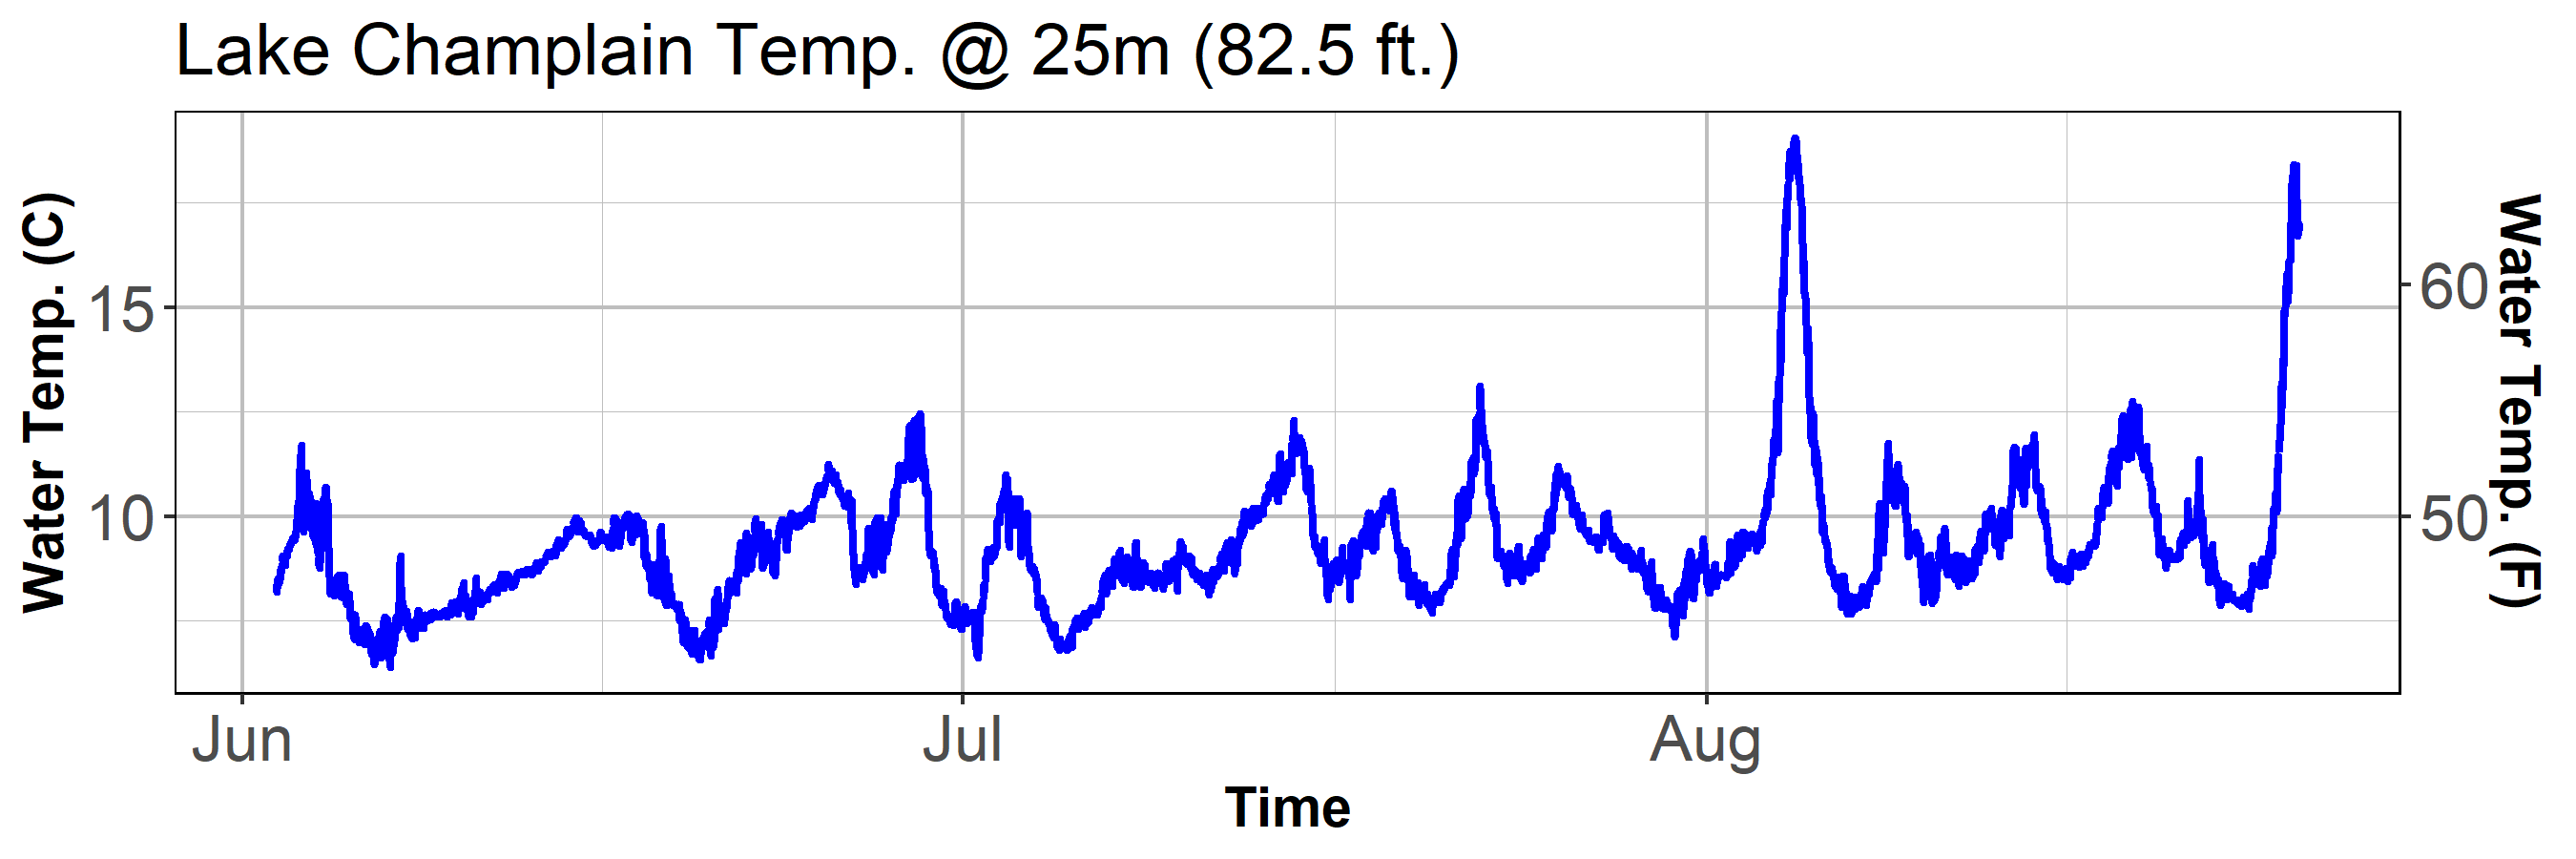 Lake Champlain Temp. @ 25m (82.5 ft.)
Water Temp. (C)
15
10
60
50
Water Temp. (F)
Jun Jul Aug
Time